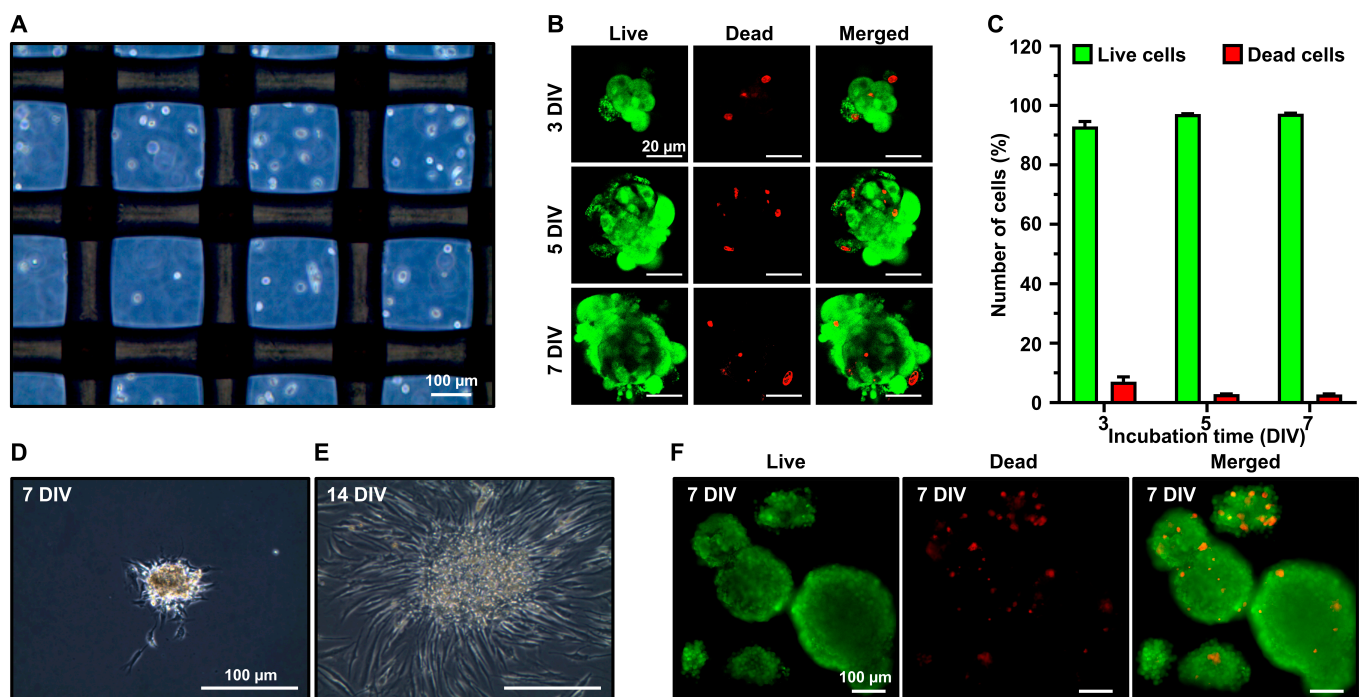 A
100 µm
B
Live Dead Merged
3 DIV
20 µm
5 DIV
7 DIV
C
Live cells Dead cells
Number of cells (%)
120
100
80
60
40
20
0
3 5 7
Incubation time (DIV)
D
7 DIV
100 µm
E
14 DIV
F
Live Dead Merged
7 DIV 7 DIV 7 DIV
100 µm